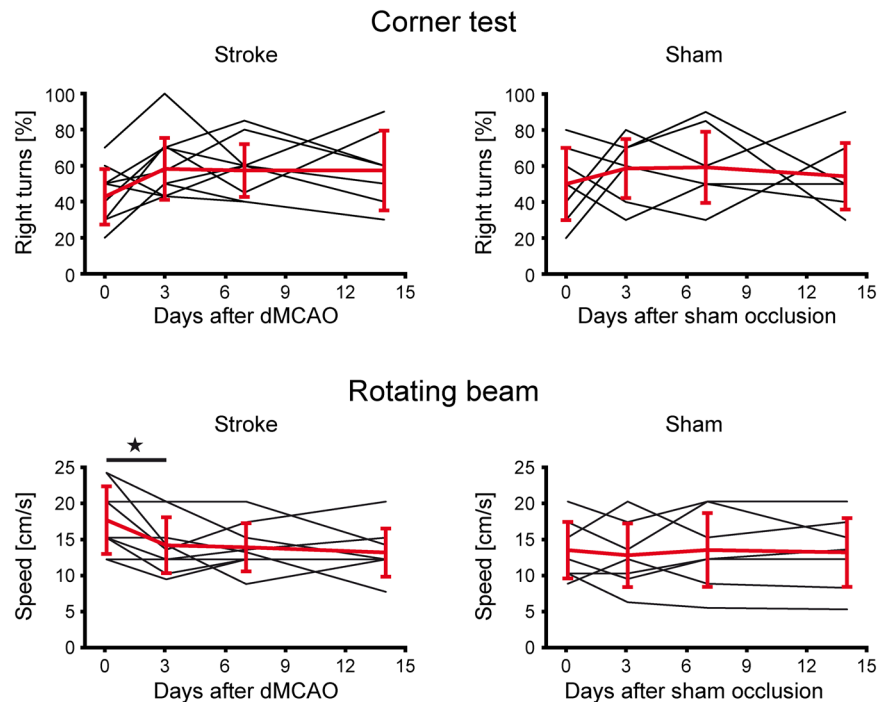 Corner test
Stroke
Sham
Right turns [%]
100
80
60
40
20
0
0 3 6 9 12 15
Days after dMCAO
Right turns [%]
100
80
60
40
20
0
0 3 6 9 12 15
Days after sham occlusion
Rotating beam
Stroke
Sham
★
Speed [cm/s]
25
20
15
10
5
0
0 3 6 9 12 15
Days after dMCAO
Speed [cm/s]
25
20
15
10
5
0
0 3 6 9 12 15
Days after sham occlusion